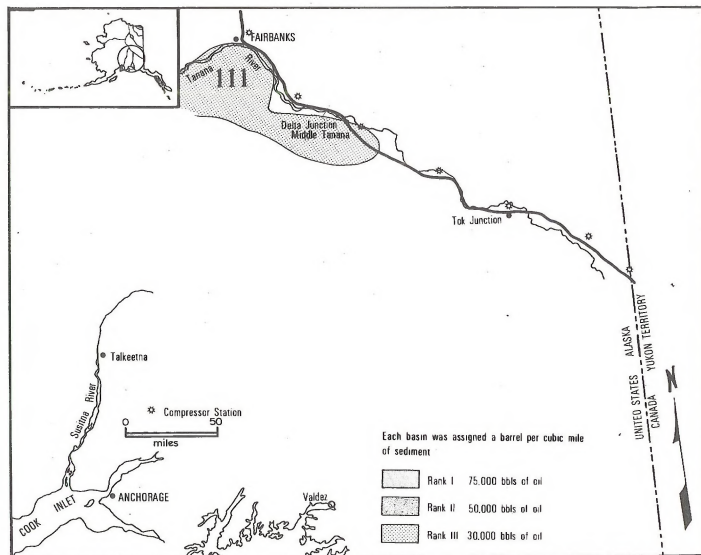 FAIRBANKS
Tanana River
111
Delta Junction
Middle Tanana
Tok Junction
UNITED STATES ALASKA
CANADA YUKON TERRITORY
N
Talkeetna
Susitna River
Compressor Station
0 50
miles
ANCHORAGE
COOK INLET
Valdez
Each basin was assigned a barrel per cubic mile
of sediment
Rank I 75,000 bbls of oil
Rank II 50,000 bbls of oil
Rank III 30,000 bbls of oil